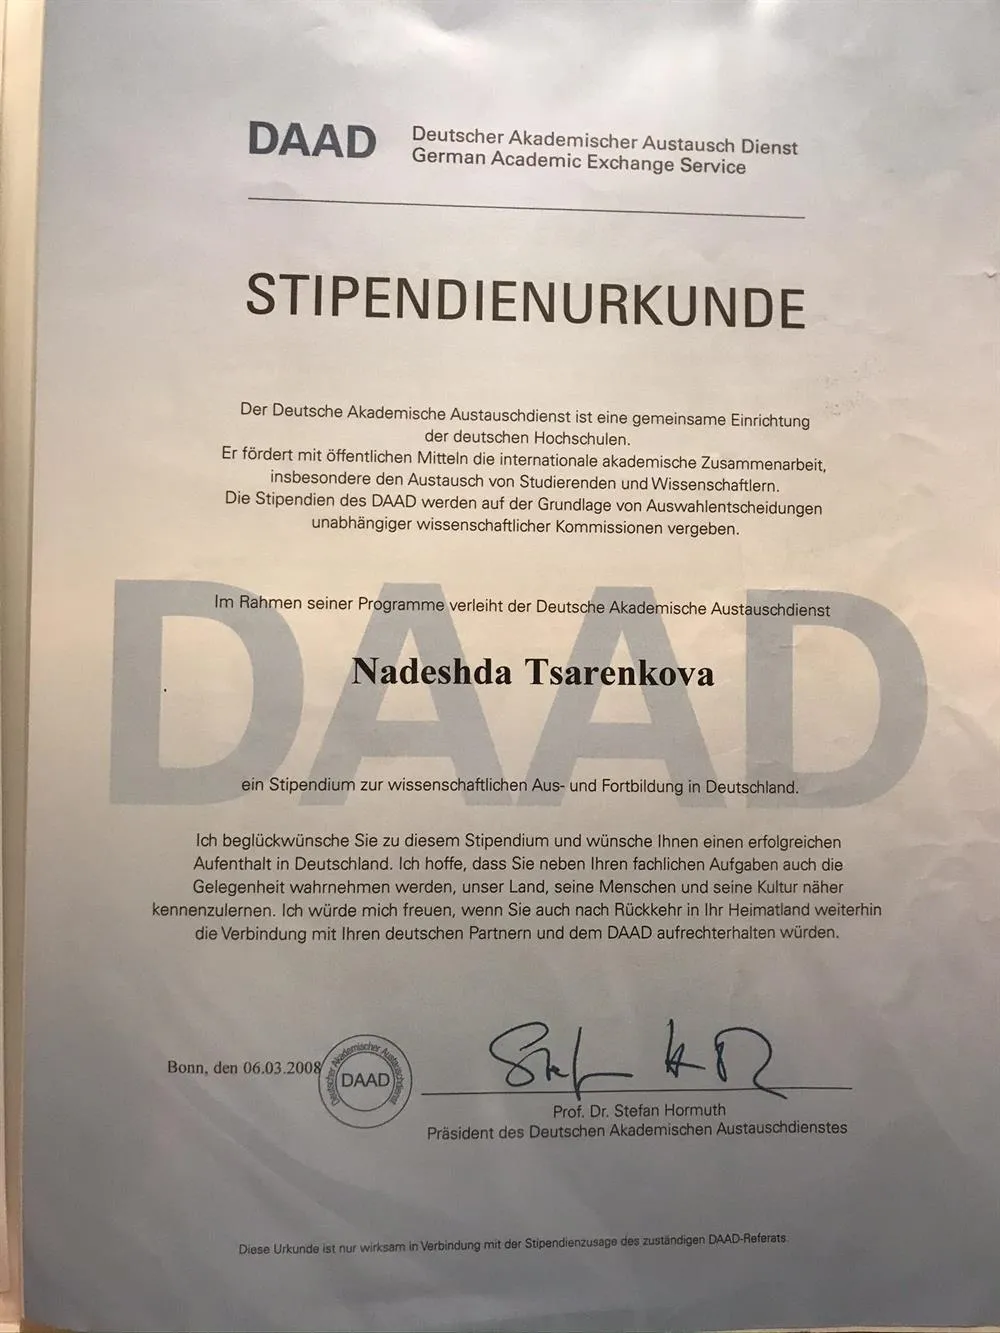 DAAD
Deutscher Akademischer Austausch Dienst
German Academic Exchange Service
STIPENDIENURKUNDE
Der Deutsche Akademische Austauschdienst ist eine gemeinsame Einrichtung
der deutschen Hochschulen.
Er fördert mit öffentlichen Mitteln die internationale akademische Zusammenarbeit,
insbesondere den Austausch von Studierenden und Wissenschaftlern.
Die Stipendien des DAAD werden auf der Grundlage von Auswahlentscheidungen
unabhängiger wissenschaftlicher Kommissionen vergeben.
DAAD
Im Rahmen seiner Programme verleiht der Deutsche Akademische Austauschdienst
Nadeshda Tsarenkova
ein Stipendium zur wissenschaftlichen Aus- und Fortbildung in Deutschland.
Ich beglückwünsche Sie zu diesem Stipendium und wünsche Ihnen einen erfolgreichen
Aufenthalt in Deutschland. Ich hoffe, dass Sie neben Ihren fachlichen Aufgaben auch die
Gelegenheit wahrnehmen werden, unser Land, seine Menschen und seine Kultur näher
kennenzulernen. Ich würde mich freuen, wenn Sie auch nach Rückkehr in Ihr Heimatland weiterhin
die Verbindung mit Ihren deutschen Partnern und dem DAAD aufrechterhalten würden.
Bonn, den 06.03.2008
Deutscher Akademischer Austauschdienst
DAAD
Prof. Dr. Stefan Hormuth
Präsident des Deutschen Akademischen Austauschdienstes
Diese Urkunde ist nur wirksam in Verbindung mit der Stipendienzusage des zuständigen DAAD-Referats.